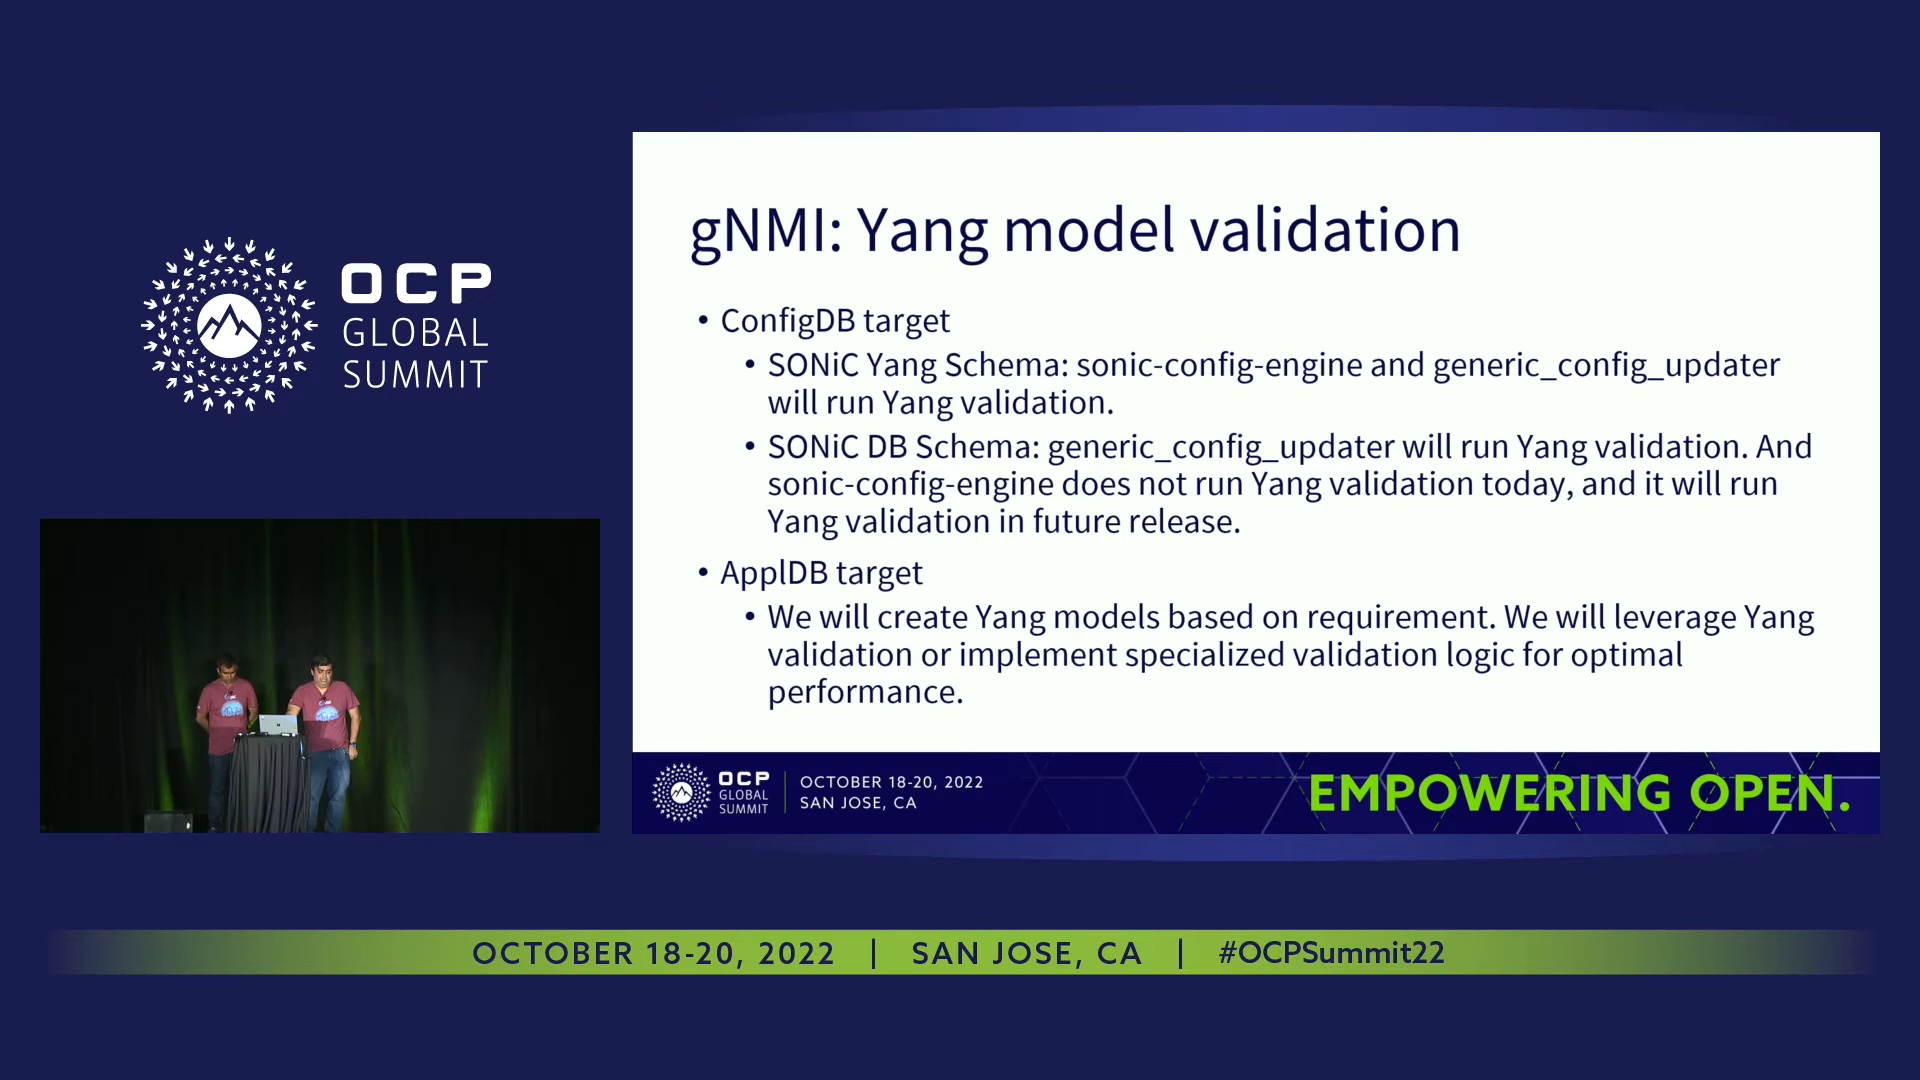 OCP
GLOBAL
SUMMIT
gNMI: Yang model validation
• ConfigDB target
• SONiC Yang Schema: sonic-config-engine and generic_config_updater
will run Yang validation.
• SONiC DB Schema: generic_config_updater will run Yang validation. And
sonic-config-engine does not run Yang validation today, and it will run
Yang validation in future release.
• ApplDB target
• We will create Yang models based on requirement. We will leverage Yang
validation or implement specialized validation logic for optimal
performance.
OCP
GLOBAL
SUMMIT
OCTOBER 18-20, 2022
SAN JOSE, CA
EMPOWERING OPEN.
OCTOBER 18-20, 2022 | SAN JOSE, CA | #OCPSummit22